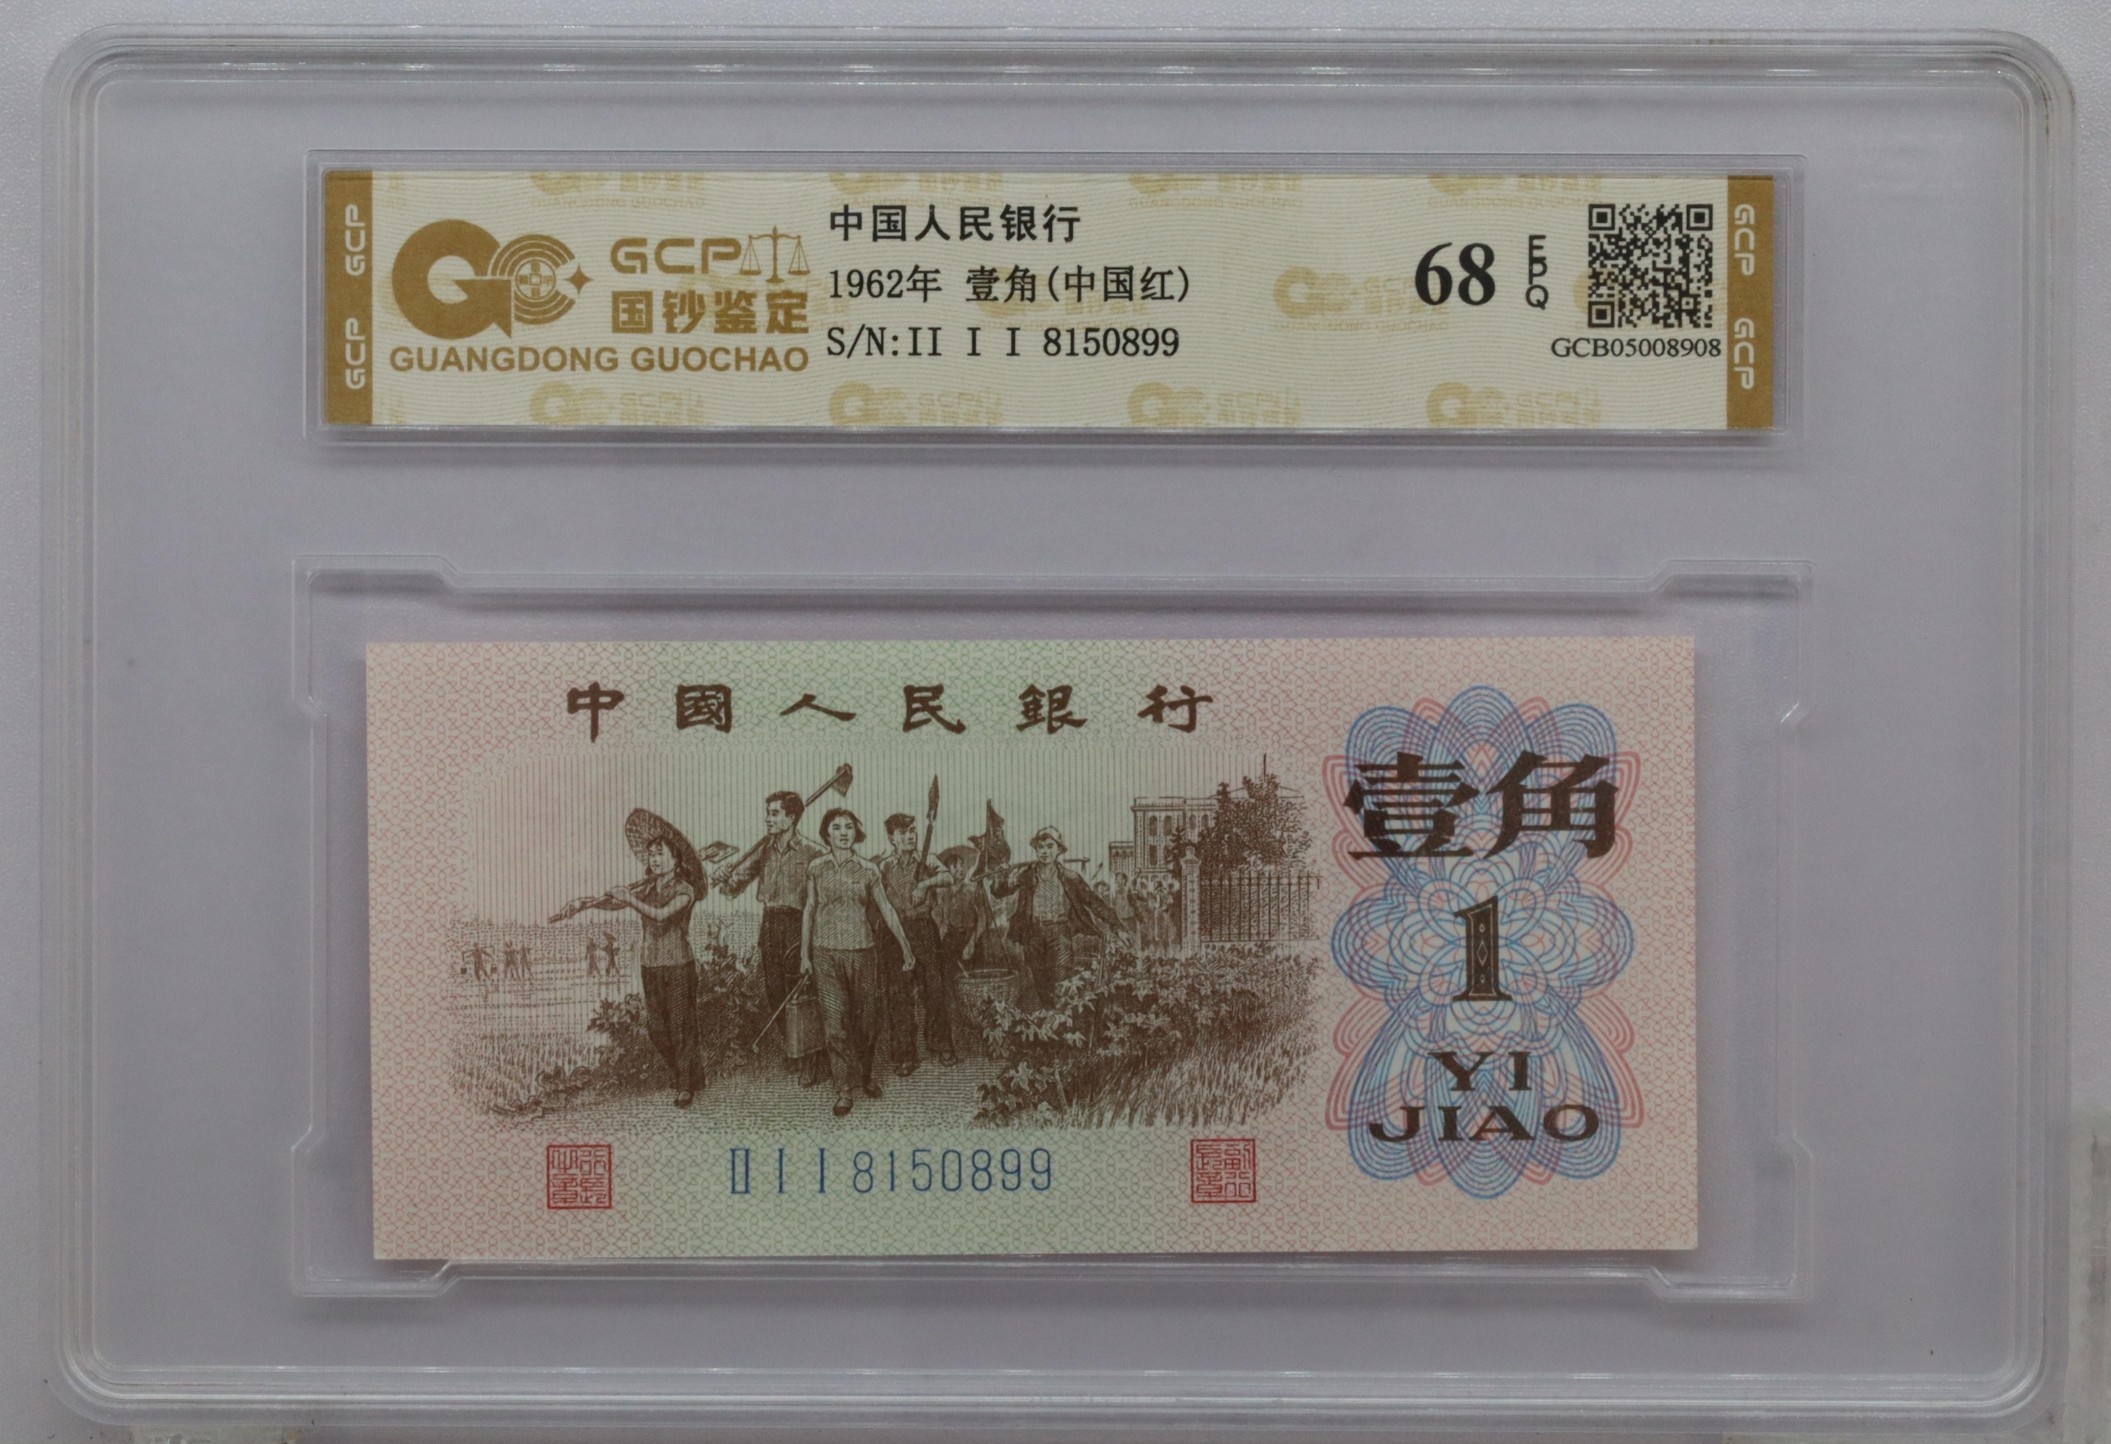 GCP GCP
GCP
国钞鉴定
GUANGDONG GUOCHAO
中国人民银行
1962年 壹角(中国红)
S/N:II I I 8150899
68
EPQ
GCB05008908
GCP GCP
中國人民銀行
壹角
1
YI
JIAO
Ⅱ I I 8150899